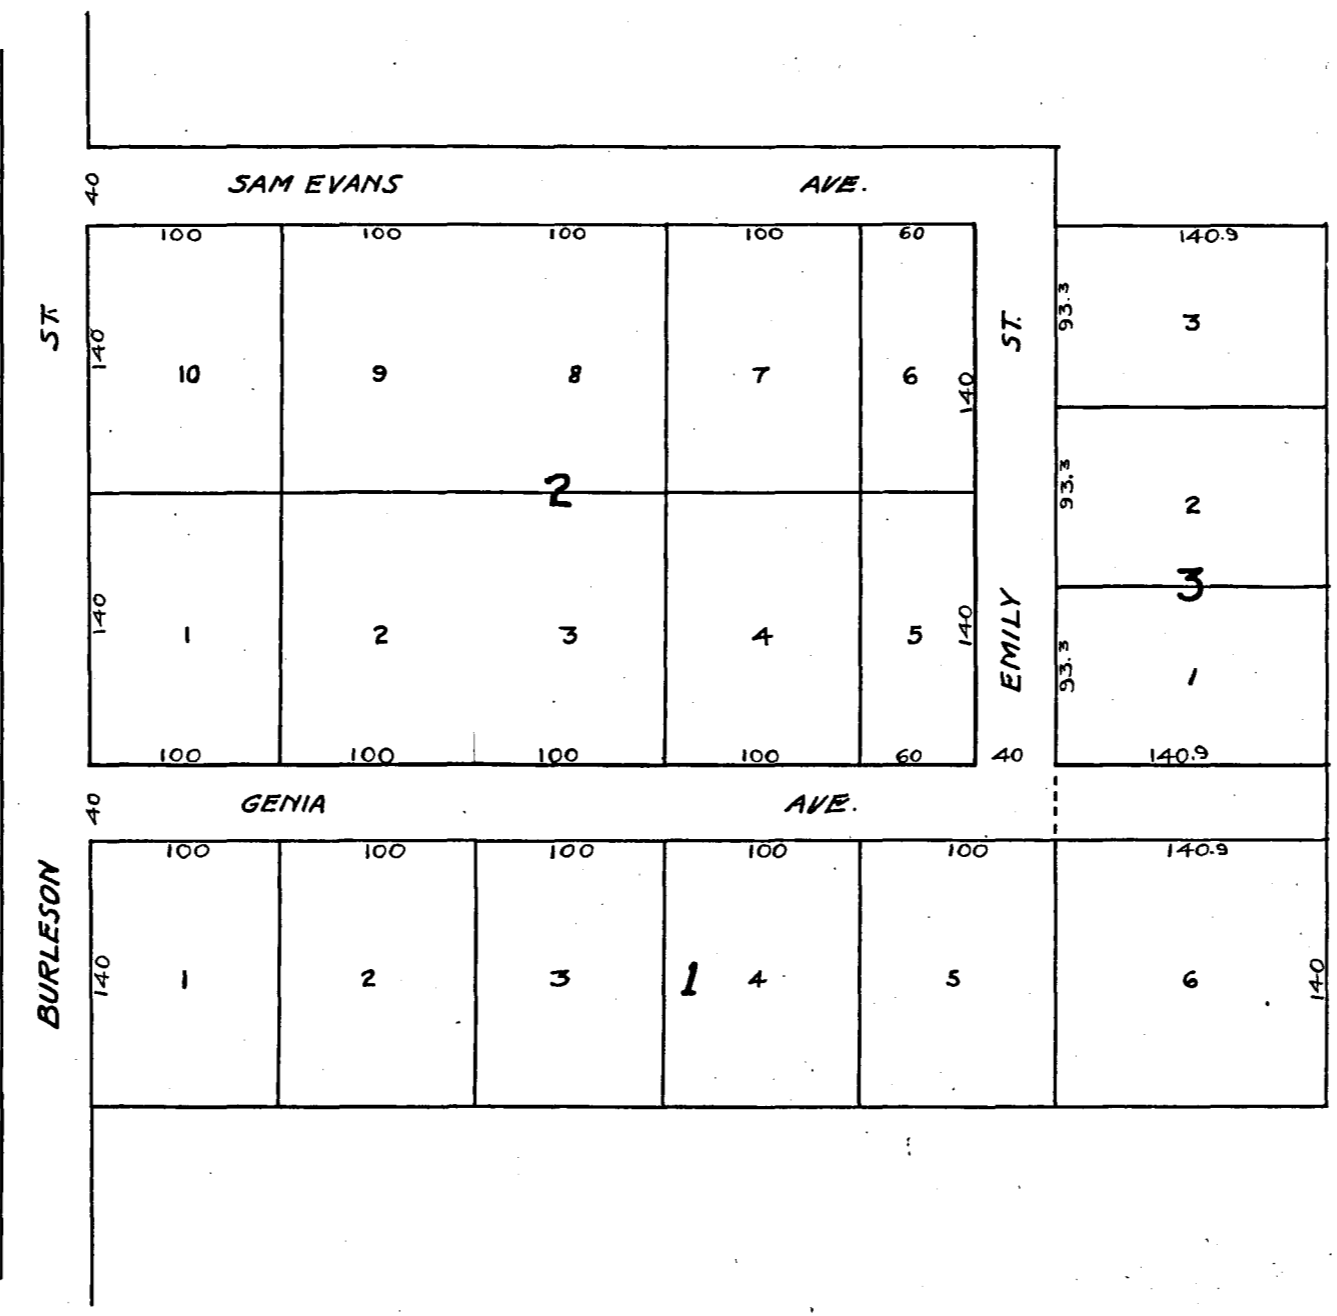 40 SAM EVANS AVE.
100 100 100 100 60 140.9
ST. 140 10 9 8 7 6 140 ST. 93.3 3
2
93.3 2
3
140 1 2 3 4 5 140 EMILY 93.3 1
100 100 100 100 60 40 140.9
40 GENIA AVE.
100 100 100 100 100 140.9
BURLESON 140 1 2 3 1 4 5 6 140